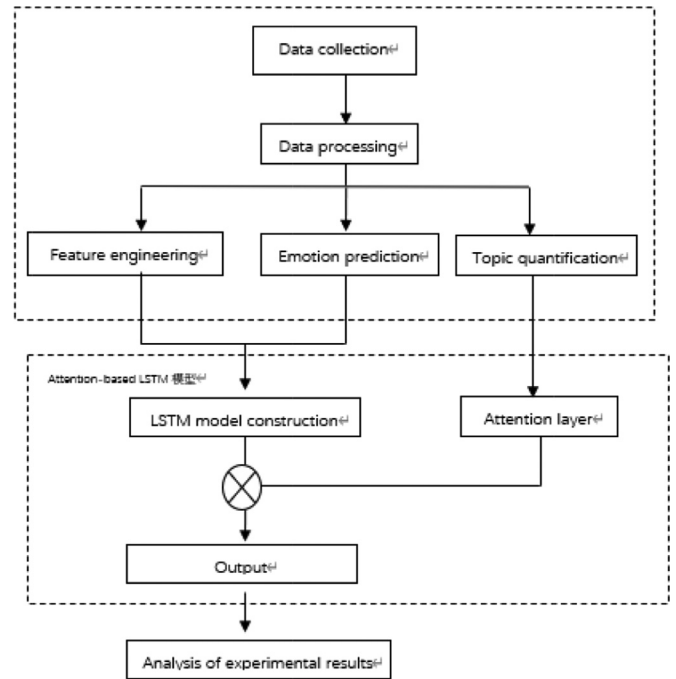 Data collection↵
Data processing↵
Feature engineering↵
Emotion prediction↵
Topic quantification↵
Attention-based LSTM 模型↵
LSTM model construction↵
Attention layer↵
Output↵
Analysis of experimental results↵